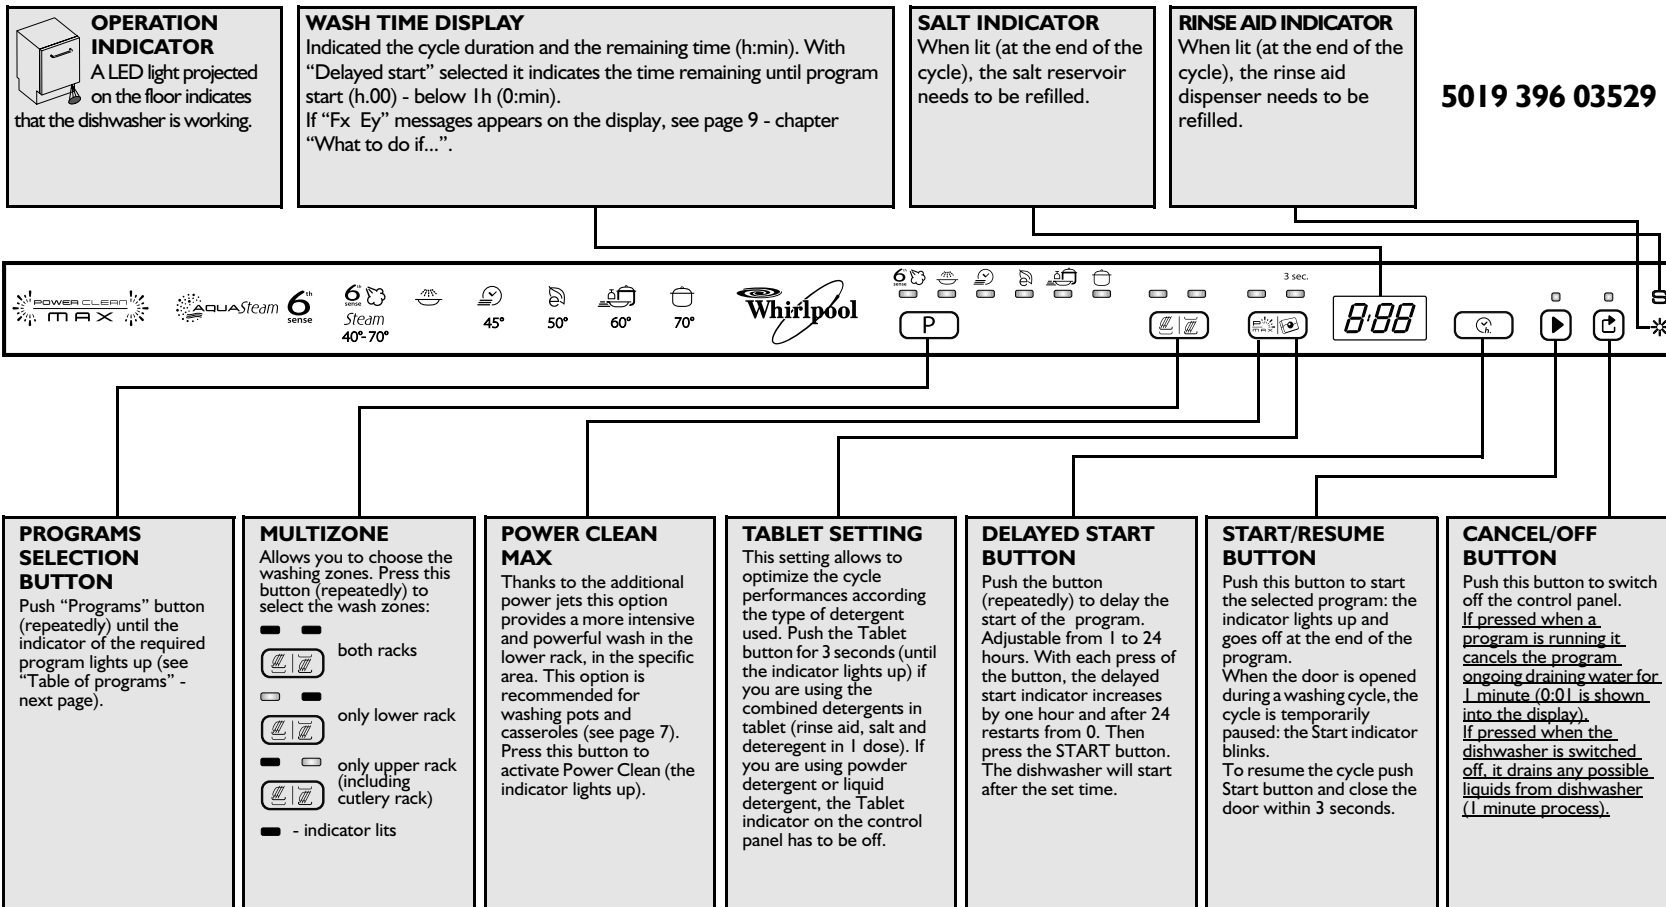 OPERATION
INDICATOR
A LED light projected
on the floor indicates
that the dishwasher is working.
WASH TIME DISPLAY
Indicated the cycle duration and the remaining time (h:min). With
“Delayed start” selected it indicates the time remaining until program
start (h.00) - below 1h (0:min).
If “Fx  Ey” messages appears on the display, see page 9 - chapter
“What to do if...”.
SALT INDICATOR
When lit (at the end of the
cycle), the salt reservoir
needs to be refilled.
RINSE AID INDICATOR
When lit (at the end of the
cycle), the rinse aid
dispenser needs to be
refilled.
5019 396 03529
POWER CLEAN
MAX
AQUASteam
6th
sense
6th
sense
Steam
40°-70°
45°
50°
60°
70°
Whirlpool
6th
sense
3 sec.
P
P
max
8:88
h.
S
PROGRAMS
SELECTION
BUTTON
Push “Programs” button
(repeatedly) until the
indicator of the required
program lights up (see
“Table of programs” -
next page).
MULTIZONE
Allows you to choose the
washing zones. Press this
button (repeatedly) to
select the wash zones:
both racks
only lower rack
only upper rack
(including
cutlery rack)
- indicator lits
POWER CLEAN
MAX
Thanks to the additional
power jets this option
provides a more intensive
and powerful wash in the
lower rack, in the specific
area. This option is
recommended for
washing pots and
casseroles (see page 7).
Press this button to
activate Power Clean (the
indicator lights up).
TABLET SETTING
This setting allows to
optimize the cycle
performances according
the type of detergent
used. Push the Tablet
button for 3 seconds (until
the indicator lights up) if
you are using the
combined detergents in
tablet (rinse aid, salt and
deteregent in 1 dose). If
you are using powder
detergent or liquid
detergent, the Tablet
indicator on the control
panel has to be off.
DELAYED START
BUTTON
Push the button
(repeatedly) to delay the
start of the  program.
Adjustable from 1 to 24
hours. With each press of
the button, the delayed
start indicator increases
by one hour and after 24
restarts from 0. Then
press the START button.
The dishwasher will start
after the set time.
START/RESUME
BUTTON
Push this button to start
the selected program: the
indicator lights up and
goes off at the end of the
program.
When the door is opened
during a washing cycle, the
cycle is temporarily
paused: the Start indicator
blinks.
To resume the cycle push
Start button and close the
door within 3 seconds.
CANCEL/OFF
BUTTON
Push this button to switch
off the control panel.
If pressed when a
program is running it
cancels the program
ongoing draining water for
1 minute (0:01 is shown
into the display).
If pressed when the
dishwasher is switched
off, it drains any possible
liquids from dishwasher
(1 minute process).